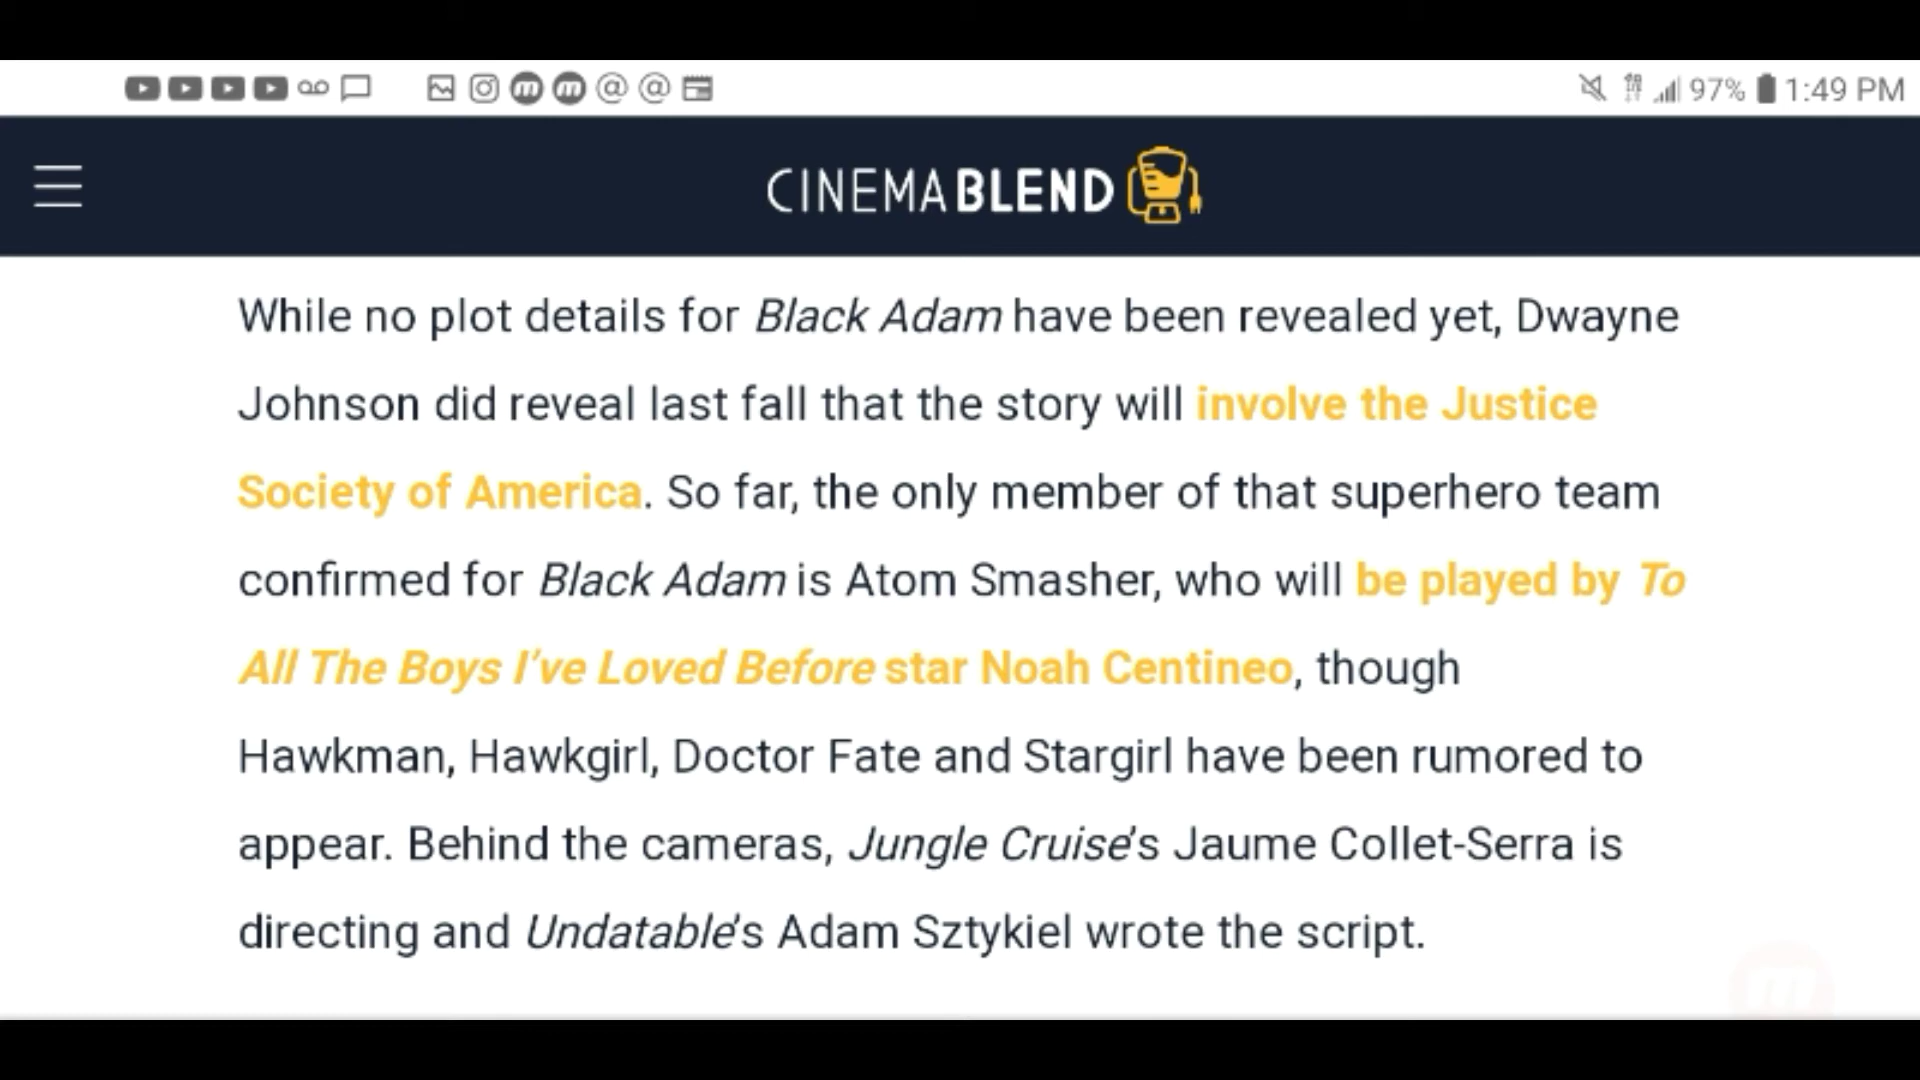 97% 1:49 PM
CINEMABLEND
While no plot details for Black Adam have been revealed yet, Dwayne
Johnson did reveal last fall that the story will involve the Justice
Society of America. So far, the only member of that superhero team
confirmed for Black Adam is Atom Smasher, who will be played by To
All The Boys I've Loved Before star Noah Centineo, though
Hawkman, Hawkgirl, Doctor Fate and Stargirl have been rumored to
appear. Behind the cameras, Jungle Cruise's Jaume Collet-Serra is
directing and Undatable's Adam Sztykiel wrote the script.